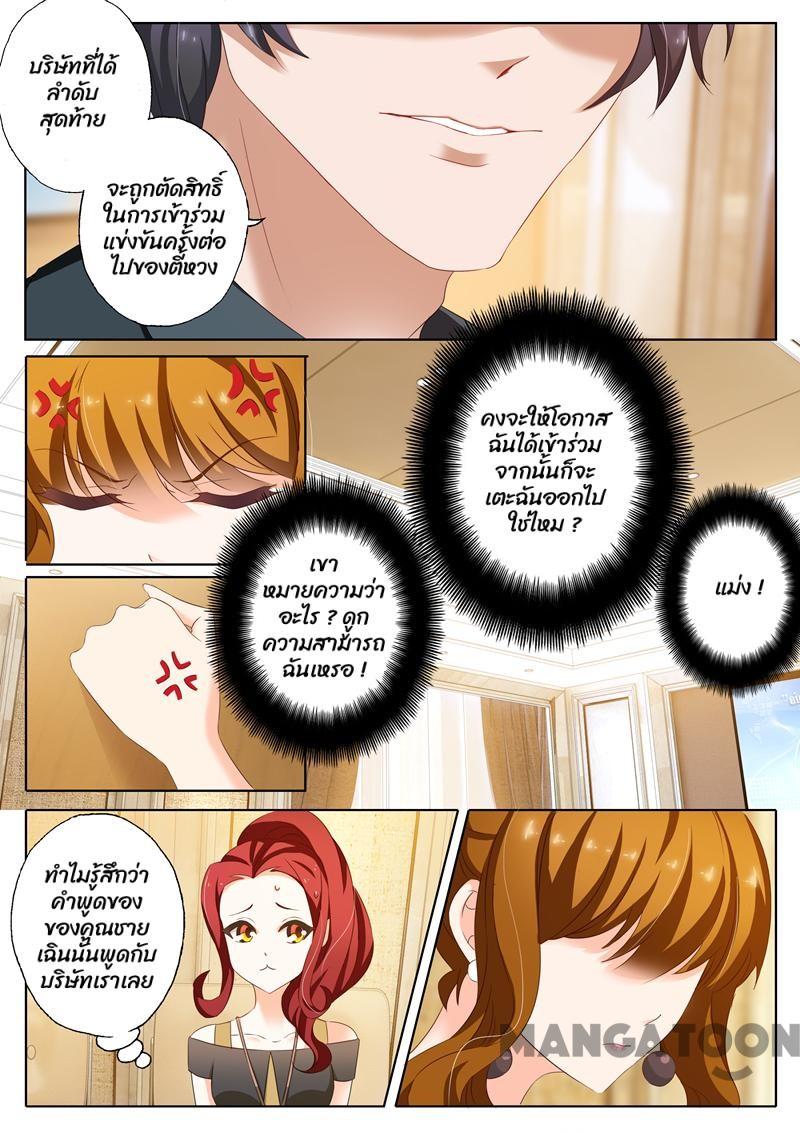 บริษัทที่ได้
ลำดับ
สุดท้าย
จะถูกตัดสิทธิ์
ในการเข้าร่วม
แข่งขันครั้งต่อ
ไปของตี้หวง
คงจะให้โอกาส
ฉันได้เข้าร่วม
จากนั้นก็จะ
เตะฉันออกไป
ใช่ไหม ?
แม่ง !
เขา
หมายความว่า
อะไร ? ดูถูก
ความสามารถ
ฉันเหรอ !
ทำไมรู้สึกว่า
คำพูดของ
ของคุณชาย
เฉินนั้นพูดกับ
บริษัทเราเลย
MANGATOON